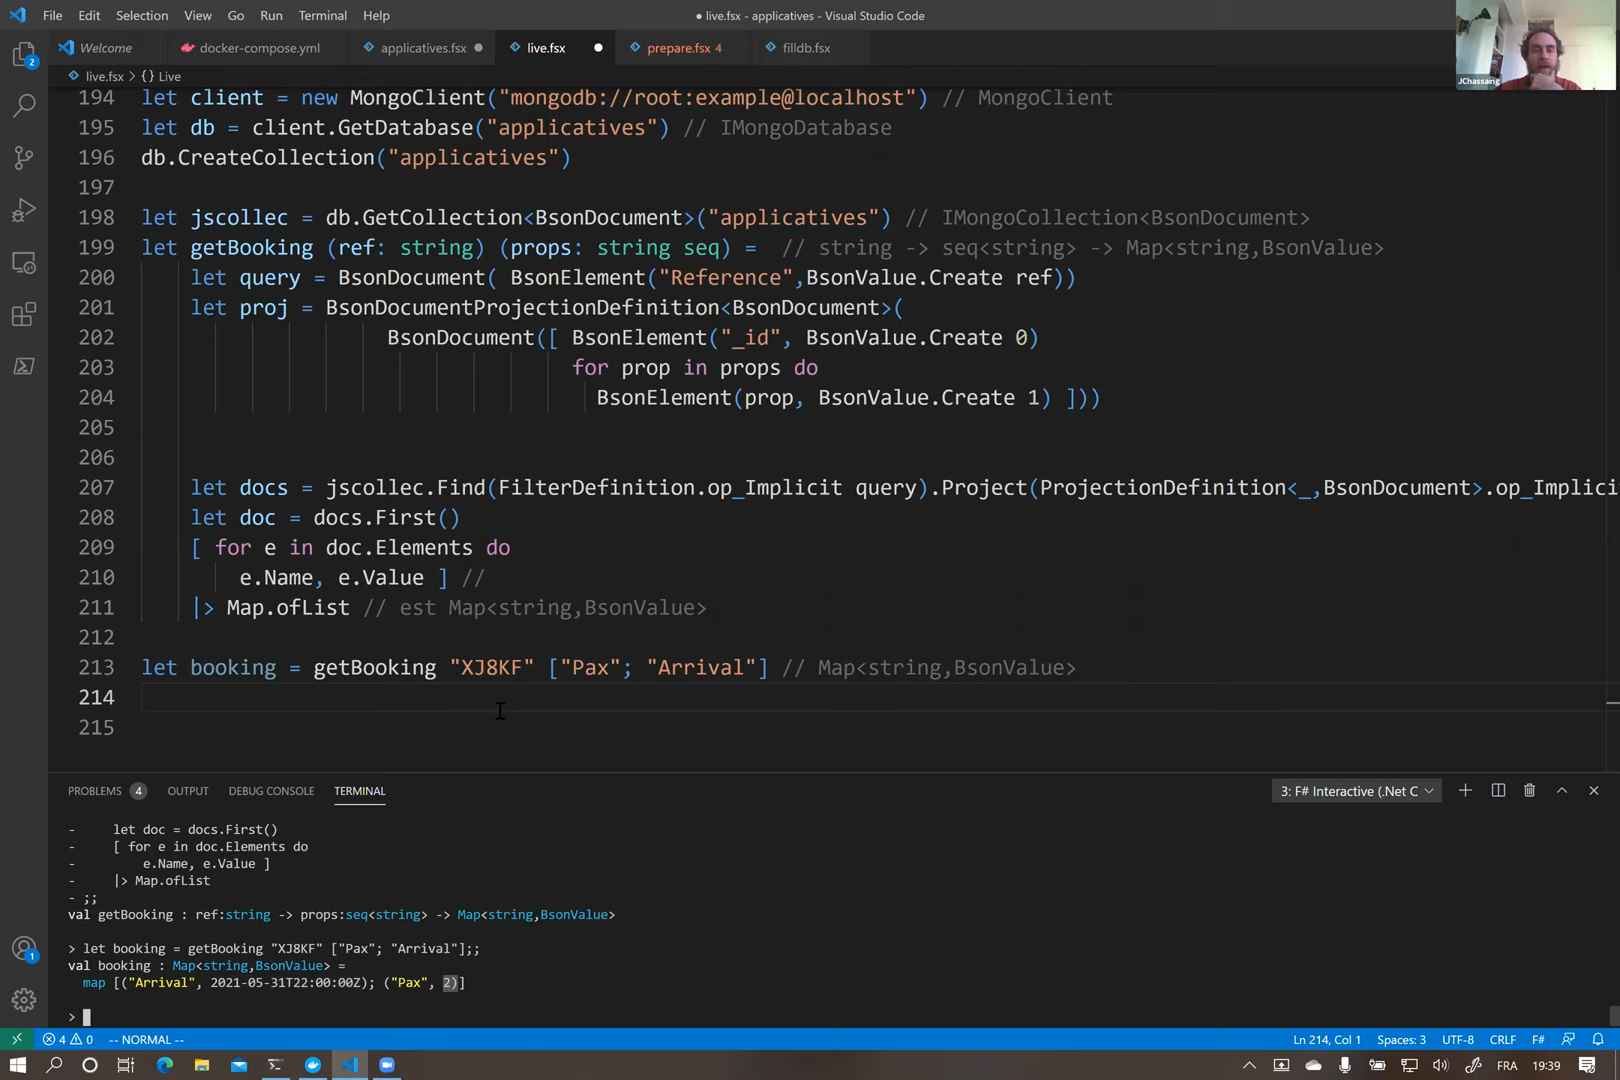 File Edit Selection View Go Run Terminal Help
● live.fsx - applicatives - Visual Studio Code
JChassaing
Welcome docker-compose.yml applicatives.fsx live.fsx prepare.fsx 4 filldb.fsx
live.fsx > {} Live
194 let client = new MongoClient("mongodb://root:example@localhost") // MongoClient
195 let db = client.GetDatabase("applicatives") // IMongoDatabase
196 db.CreateCollection("applicatives")
197
198 let jscollec = db.GetCollection<BsonDocument>("applicatives") // IMongoCollection<BsonDocument>
199 let getBooking (ref: string) (props: string seq) = // string -> seq<string> -> Map<string,BsonValue>
200 let query = BsonDocument( BsonElement("Reference",BsonValue.Create ref))
201 let proj = BsonDocumentProjectionDefinition<BsonDocument>(
202 BsonDocument([ BsonElement("_id", BsonValue.Create 0)
203 for prop in props do
204 BsonElement(prop, BsonValue.Create 1) ]))
205
206
207 let docs = jscollec.Find(FilterDefinition.op_Implicit query).Project(ProjectionDefinition<_,BsonDocument>.op_Implici
208 let doc = docs.First()
209 [ for e in doc.Elements do
210 e.Name, e.Value ] //
211 |> Map.ofList // est Map<string,BsonValue>
212
213 let booking = getBooking "XJ8KF" ["Pax"; "Arrival"] // Map<string,BsonValue>
214
215
PROBLEMS 4 OUTPUT DEBUG CONSOLE TERMINAL 3: F# Interactive (.Net C
- let doc = docs.First()
- [ for e in doc.Elements do
- e.Name, e.Value ]
- |> Map.ofList
- ;;
val getBooking : ref:string -> props:seq<string> -> Map<string,BsonValue>
> let booking = getBooking "XJ8KF" ["Pax"; "Arrival"];;
val booking : Map<string,BsonValue> =
map [("Arrival", 2021-05-31T22:00:00Z); ("Pax", 2)]
>
4 0 -- NORMAL -- Ln 214, Col 1 Spaces: 3 UTF-8 CRLF F#
FRA 19:39